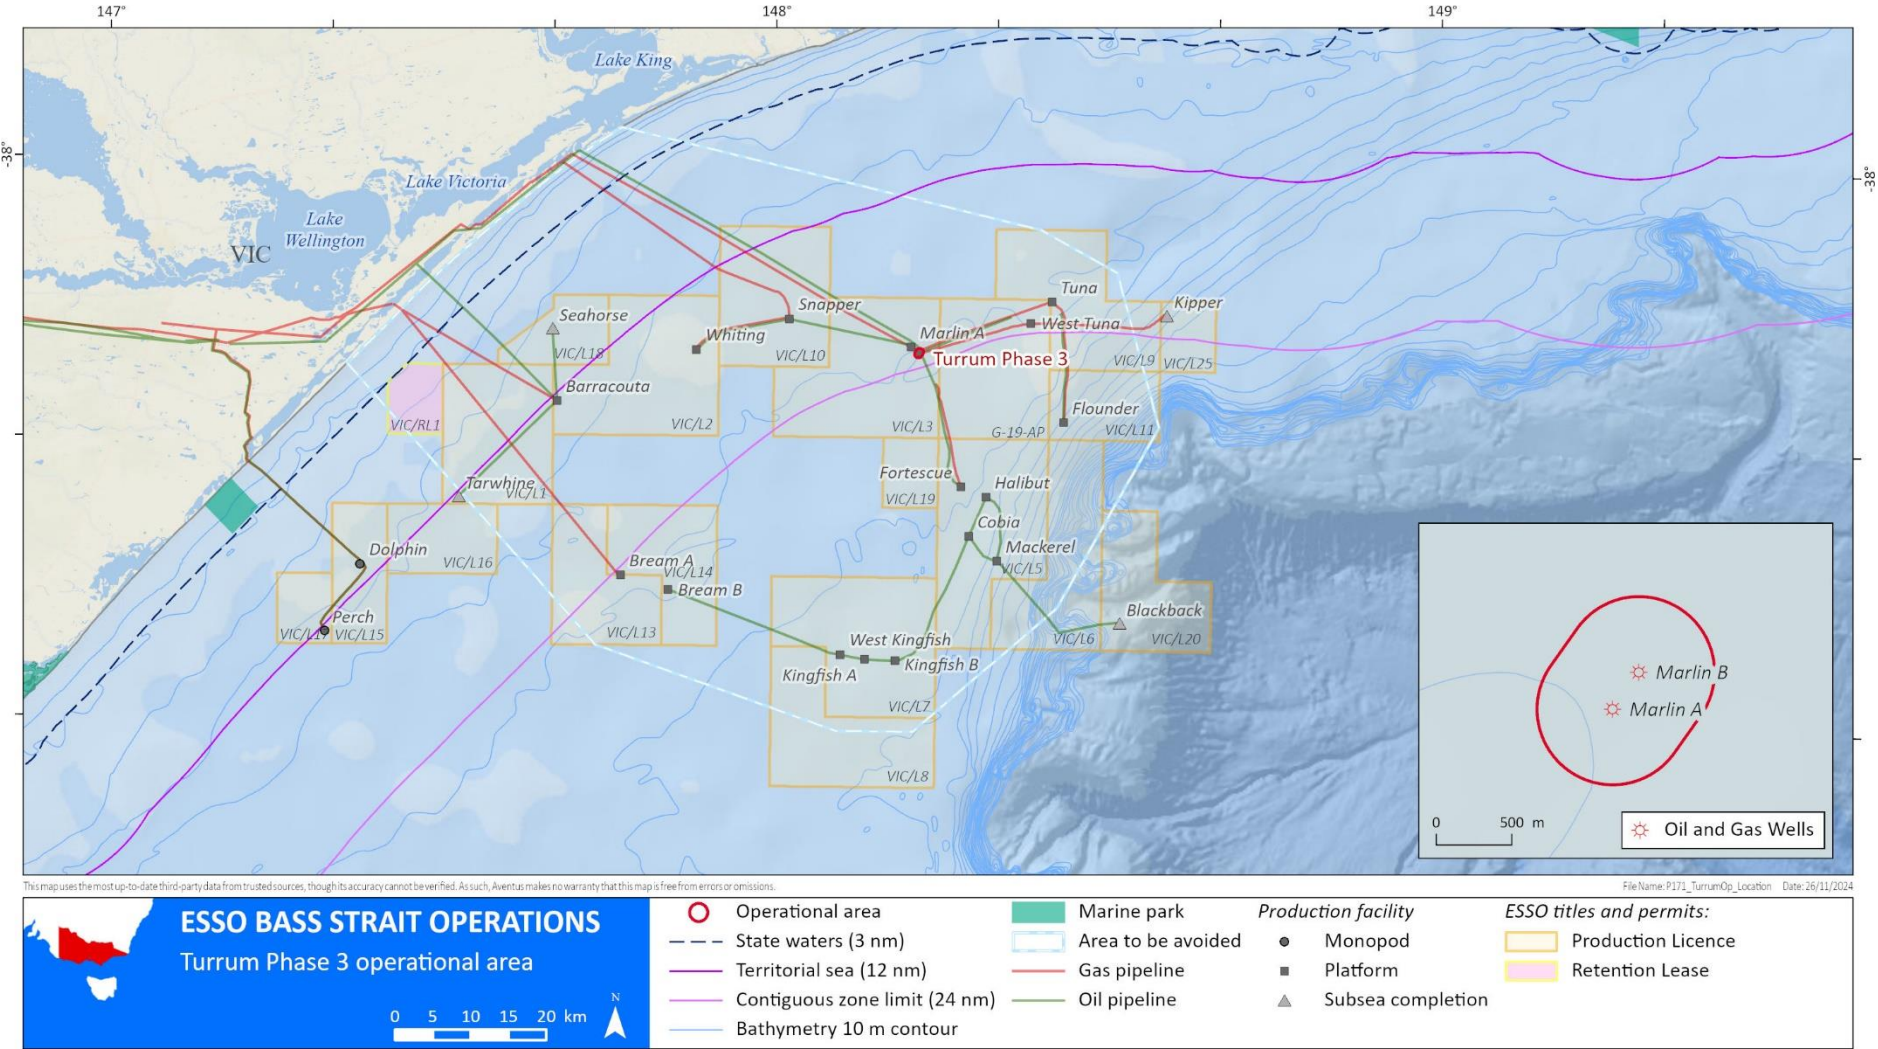 147°
148°
149°
-38°
-38°
Lake King
Lake Victoria
Lake
Wellington
VIC
Tuna
Kipper
Snapper
Seahorse
West Tuna
Marlin A
Whiting
VIC/L18
VIC/L10
Turrum Phase 3
VIC/L9
VIC/L25
Barracouta
Flounder
VIC/RL1
VIC/L2
VIC/L3
G-19-AP
VIC/L11
Fortescue
Halibut
Tarwhine
VIC/L1
VIC/L19
Cobia
Dolphin
Mackerel
VIC/L16
Bream A
VIC/L14
VIC/L5
Bream B
Perch
Blackback
VIC/L17
VIC/L15
VIC/L13
West Kingfish
VIC/L6
VIC/L20
Kingfish A
Kingfish B
VIC/L7
VIC/L8
Marlin B
Marlin A
0 500 m
Oil and Gas Wells
This map uses the most up-to-date third-party data from trusted sources, though its accuracy cannot be verified. As such, Aventus makes no warranty that this map is free from errors or omissions.
File Name: P171_TurrumOp_Location Date: 26/11/2024
ESSO BASS STRAIT OPERATIONS
Turrum Phase 3 operational area
N
0 5 10 15 20 km
Operational area
State waters (3 nm)
Territorial sea (12 nm)
Contiguous zone limit (24 nm)
Bathymetry 10 m contour
Marine park
Area to be avoided
Gas pipeline
Oil pipeline
Production facility
Monopod
Platform
Subsea completion
ESSO titles and permits:
Production Licence
Retention Lease